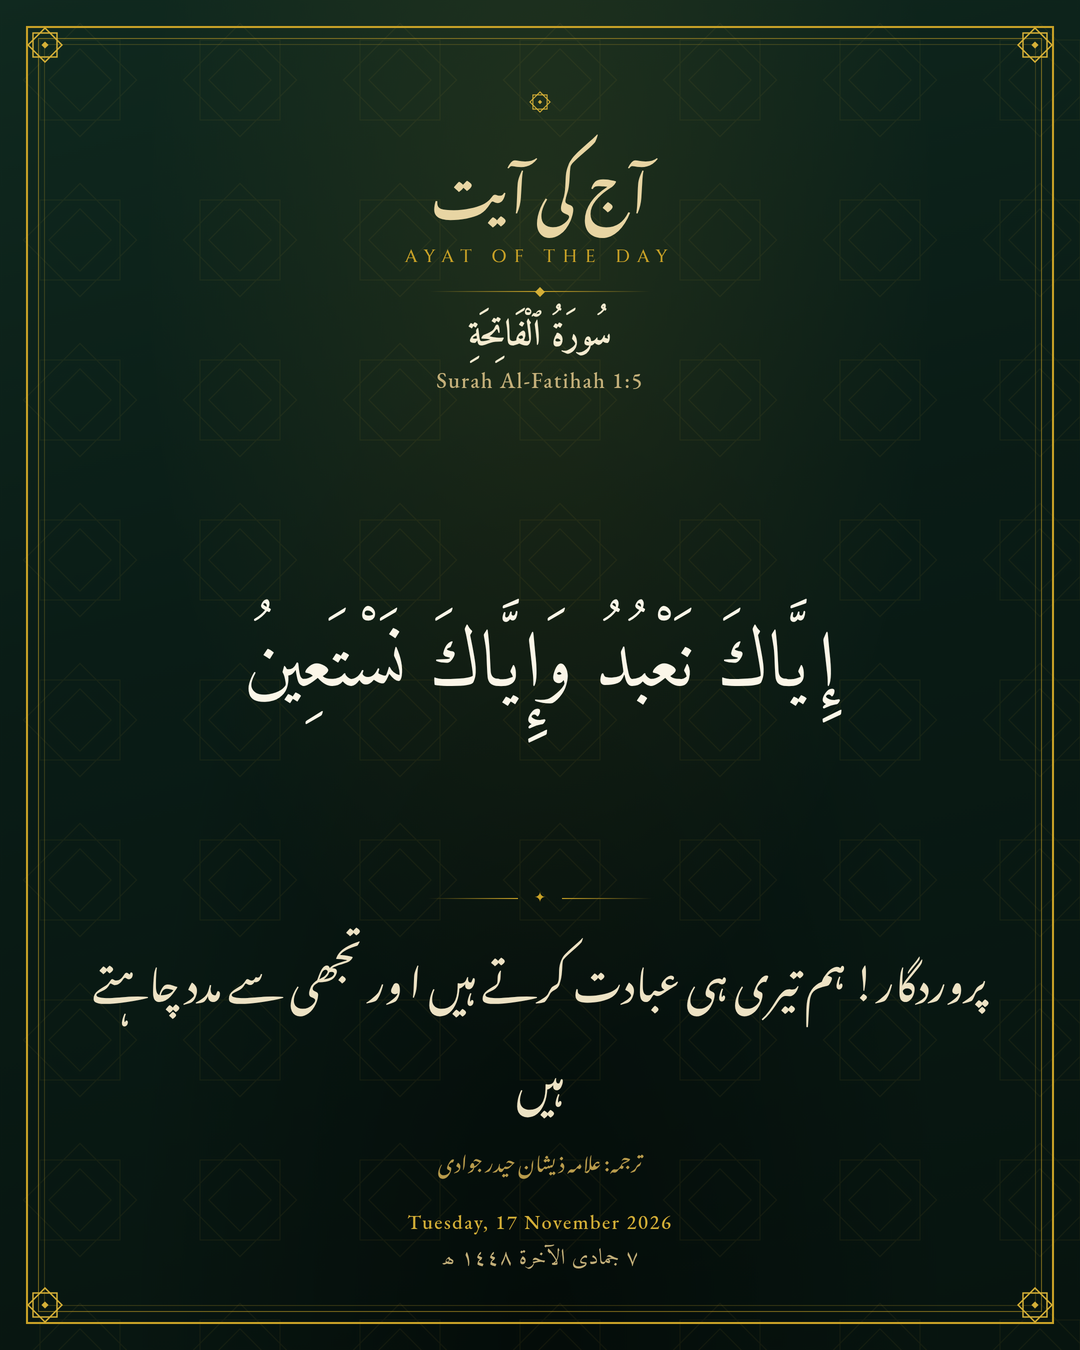 آج کی آیت
AYAT OF THE DAY
سُورَةُ ٱلْفَاتِحَةِ
Surah Al-Fatihah 1:5
إِيَّاكَ نَعْبُدُ وَإِيَّاكَ نَسْتَعِينُ
پروردگار! ہم تیری ہی عبادت کرتے ہیں اور تجھی سے مدد چاہتے
ہیں
ترجمہ: علامہ ذیشان حیدر جوادی
Tuesday, 17 November 2026
٧ جمادى الآخرة ١٤٤٨ هـ